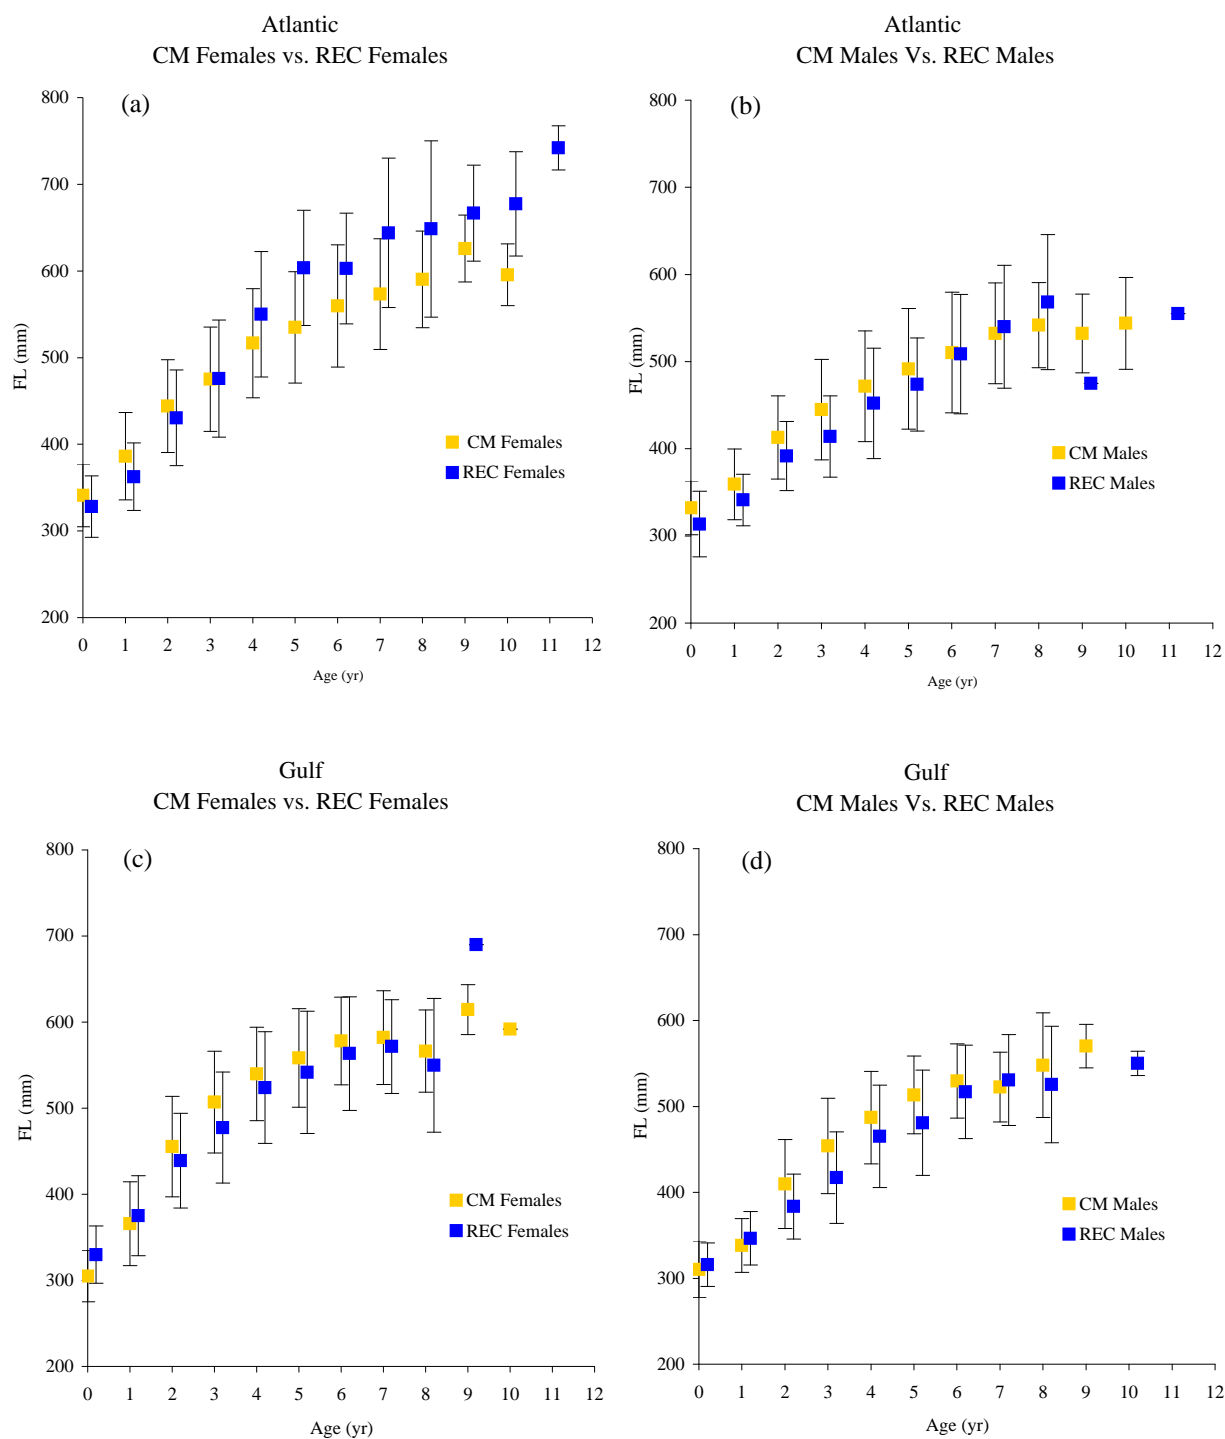 Atlantic
CM Females vs. REC Females
(a)
800
700
600
500
400
300
200
FL (mm)
CM Females
REC Females
0 1 2 3 4 5 6 7 8 9 10 11 12
Age (yr)
Atlantic
CM Males Vs. REC Males
(b)
800
700
600
500
400
300
200
FL (mm)
CM Males
REC Males
0 1 2 3 4 5 6 7 8 9 10 11 12
Age (yr)
Gulf
CM Females vs. REC Females
(c)
800
700
600
500
400
300
200
FL (mm)
CM Females
REC Females
0 1 2 3 4 5 6 7 8 9 10 11 12
Age (yr)
Gulf
CM Males Vs. REC Males
(d)
800
700
600
500
400
300
200
FL (mm)
CM Males
REC Males
0 1 2 3 4 5 6 7 8 9 10 11 12
Age (yr)